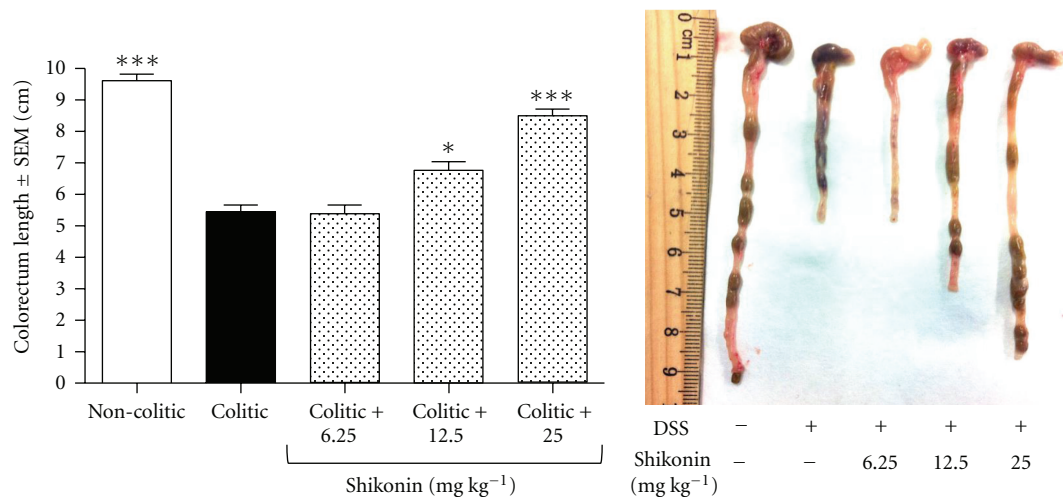 Colorectum length ± SEM (cm)
10
9
8
7
6
5
4
3
2
1
0
***
*
***
Non-colitic
Colitic
Colitic +
6.25
Colitic +
12.5
Colitic +
25
Shikonin (mg kg⁻¹)
0 cm
1
2
3
4
5
6
7
8
9
DSS − + + + +
Shikonin − − 6.25 12.5 25
(mg kg⁻¹)